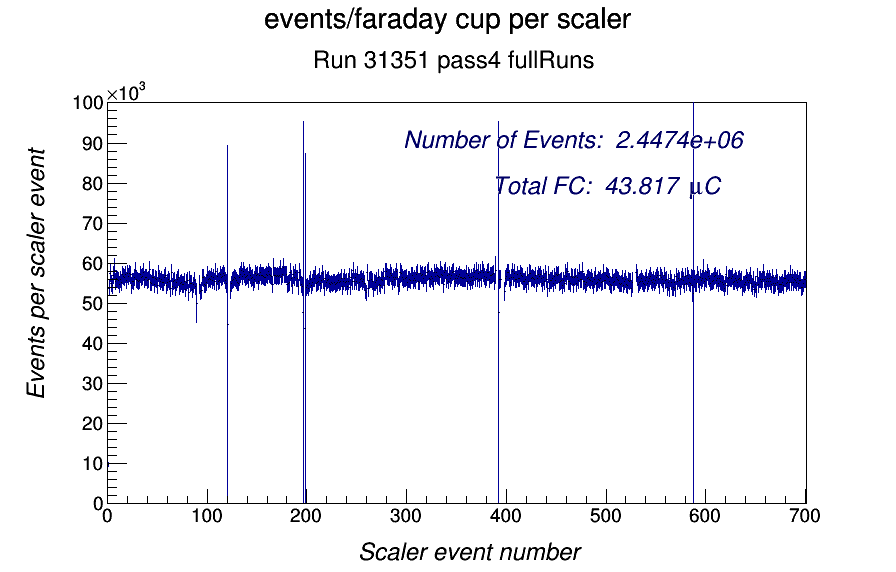 events/faraday cup per scaler
Run 31351 pass4 fullRuns
×10³
100
90
80
70
60
50
40
30
20
10
0
Events per scaler event
Number of Events: 2.4474e+06
Total FC: 43.817 μC
0 100 200 300 400 500 600 700
Scaler event number